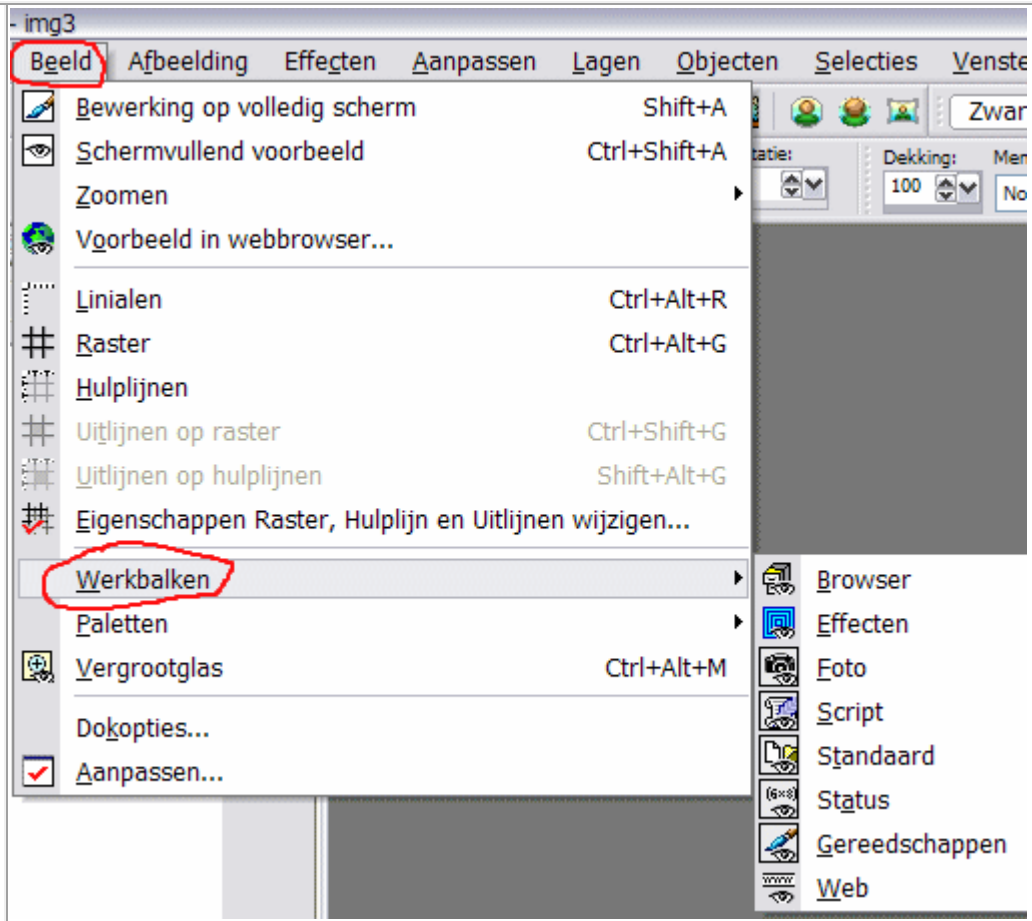 - img3
Beeld Afbeelding Effecten Aanpassen Lagen Objecten Selecties Venste
Bewerking op volledig scherm Shift+A
Zwar
Schermvullend voorbeeld Ctrl+Shift+A
tatie: Dekking: Men
100 No
Zoomen
Voorbeeld in webbrowser...
Linialen Ctrl+Alt+R
Raster Ctrl+Alt+G
Hulplijnen
Uitlijnen op raster Ctrl+Shift+G
Uitlijnen op hulplijnen Shift+Alt+G
Eigenschappen Raster, Hulplijn en Uitlijnen wijzigen...
Werkbalken
Paletten
Vergrootglas Ctrl+Alt+M
Dokopties...
Aanpassen...
Browser
Effecten
Foto
Script
Standaard
(6×8) Status
Gereedschappen
Web